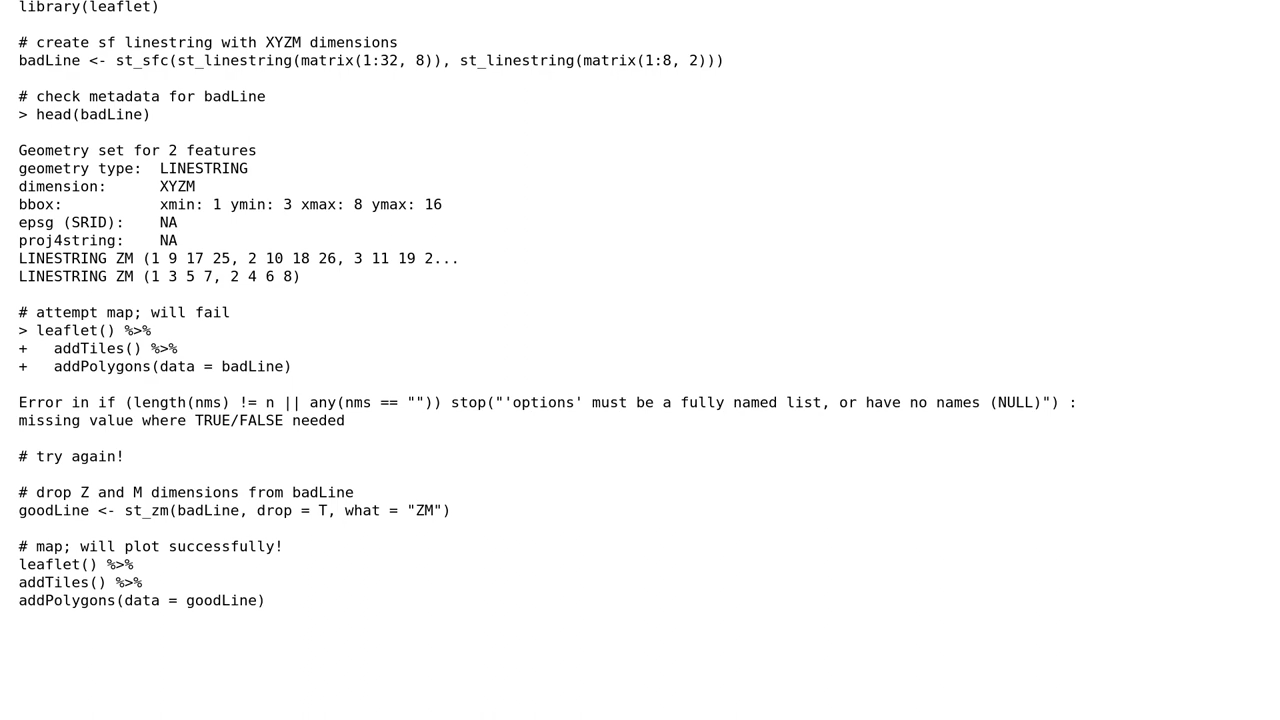 library(leaflet)
# create sf linestring with XYZM dimensions
badLine <- st_sfc(st_linestring(matrix(1:32, 8)), st_linestring(matrix(1:8, 2)))
# check metadata for badLine
> head(badLine)
Geometry set for 2 features
geometry type:  LINESTRING
dimension:      XYZM
bbox:           xmin: 1 ymin: 3 xmax: 8 ymax: 16
epsg (SRID):    NA
proj4string:    NA
LINESTRING ZM (1 9 17 25, 2 10 18 26, 3 11 19 2...
LINESTRING ZM (1 3 5 7, 2 4 6 8)
# attempt map; will fail
> leaflet() %>%
+   addTiles() %>%
+   addPolygons(data = badLine)
Error in if (length(nms) != n || any(nms == "")) stop("'options' must be a fully named list, or have no names (NULL)") :
missing value where TRUE/FALSE needed
# try again!
# drop Z and M dimensions from badLine
goodLine <- st_zm(badLine, drop = T, what = "ZM")
# map; will plot successfully!
leaflet() %>%
addTiles() %>%
addPolygons(data = goodLine)